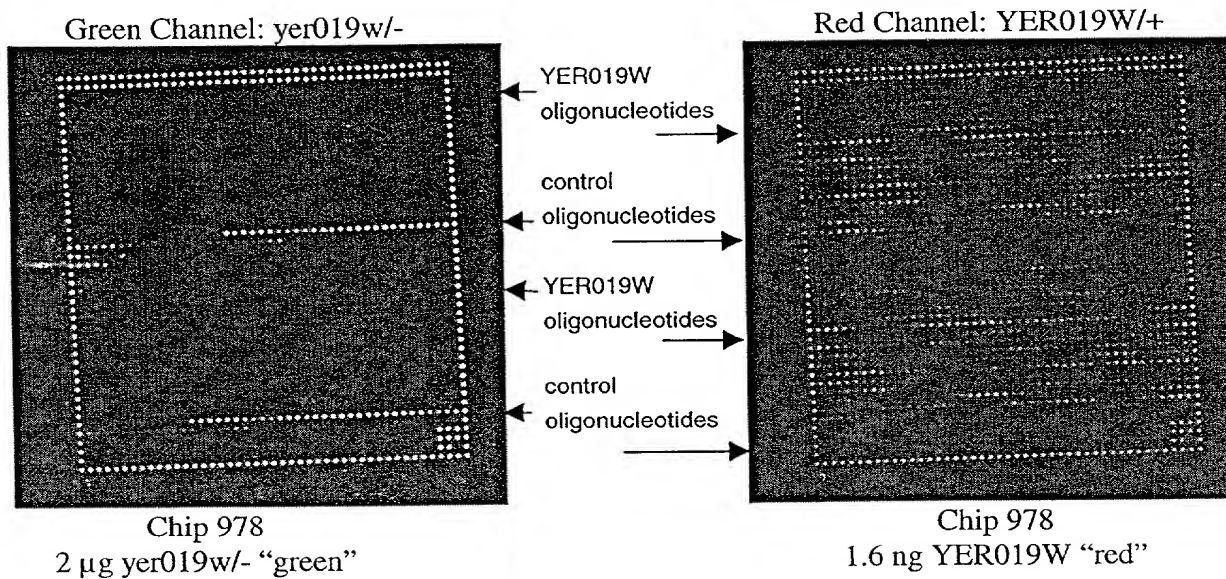 Green Channel: yer019w/-
Red Channel: YER019W/+
YER019W
oligonucleotides
control
oligonucleotides
YER019W
oligonucleotides
control
oligonucleotides
Chip 978
2 µg yer019w/- “green”
Chip 978
1.6 ng YER019W “red”